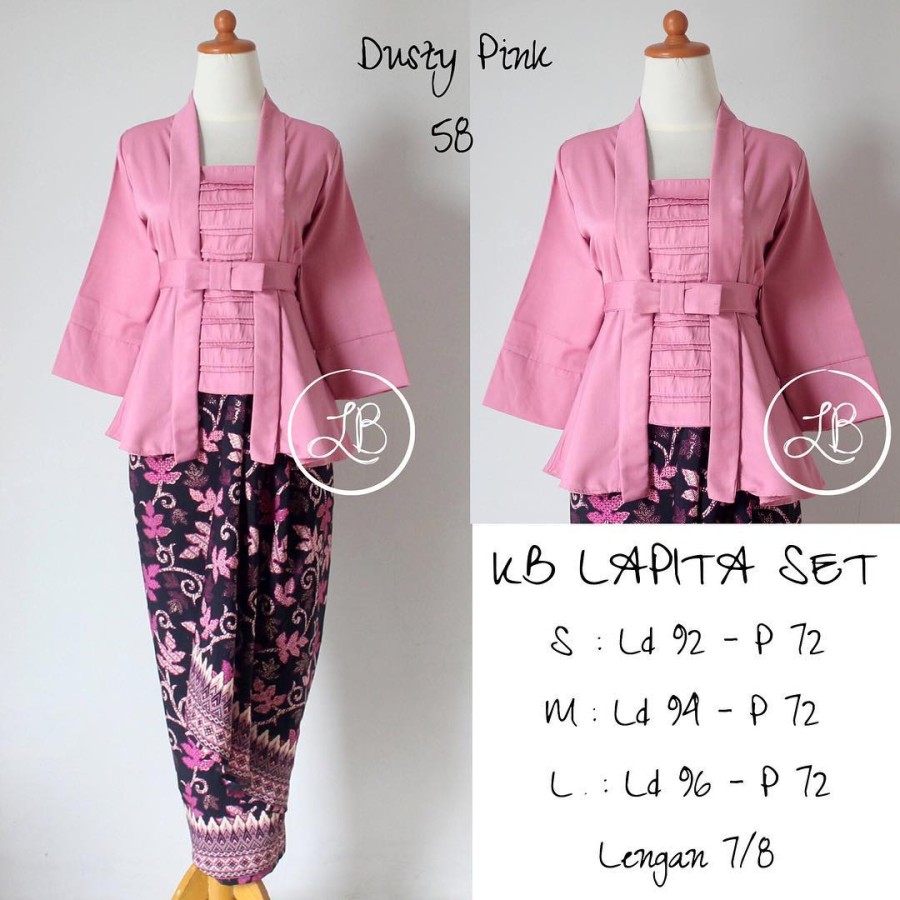 Dusty Pink
58
LB
LB
KB LAPITA SET
S : Ld 92 - P 72
M : Ld 94 - P 72
L . : Ld 96 - P 72
Lengan 7/8